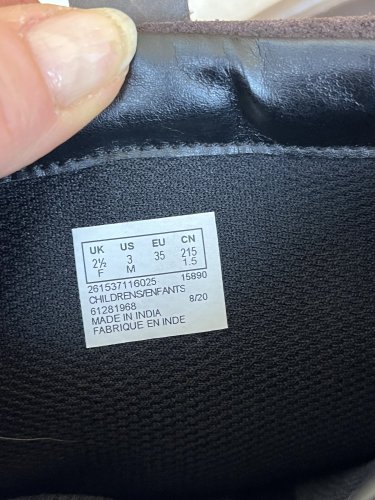 UK US EU CN
2½ 3 35 215
F M 1.5
261537116025 15890
CHILDRENS/ENFANTS
61281968 8/20
MADE IN INDIA
FABRIQUE EN INDE